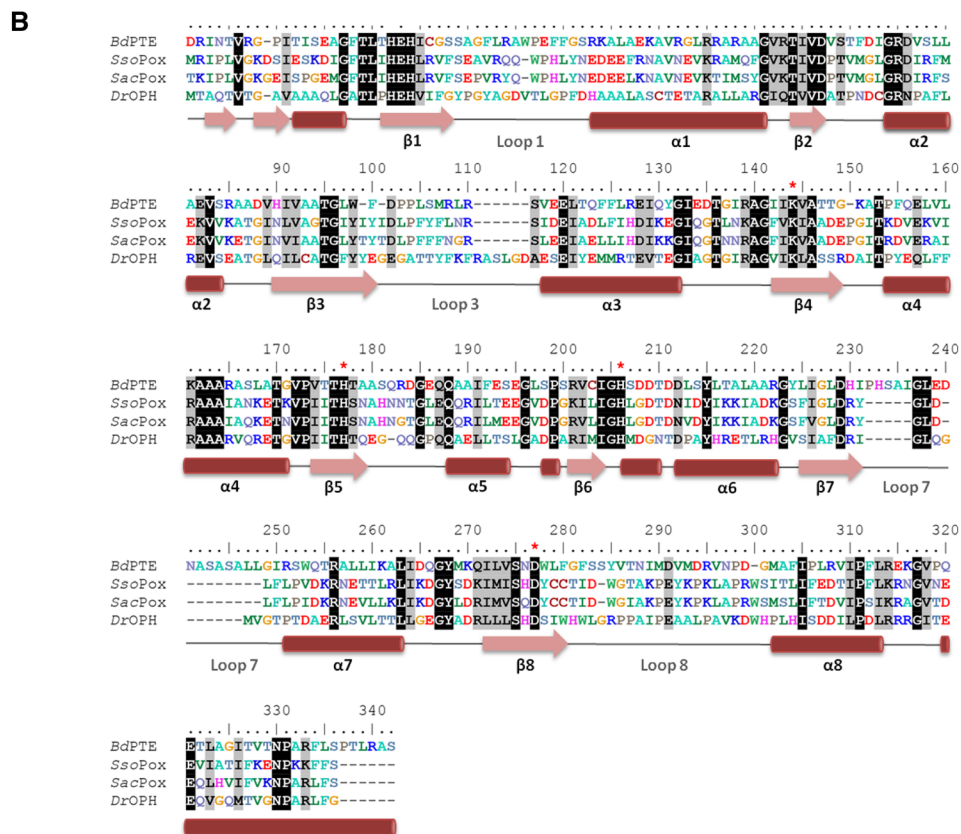 B
BdPTE DRINTVRG-PITISEAGFTLTHEHICGSSAGFLRAWPEFFGSRKALAEKAVRGLRRARAAGVRTIVDVSTFDIGRDVSLL
SsoPox MRIPLVGKDSIESKDIGFTLIHEHLRVFSEAVRQQ-WPHLYNEDEEFRNAVNEVKRAMQFGVKTIVDPTVMGLGRDIRFM
SacPox TKIPLVGKGEISPGEMGFTLIHEHLRVFSEPVRYQ-WPHLYNEDEELKNAVNEVKTIMSYGVKTIVDPTVMGLGRDIRFS
DrOPH MTAQTVTG-AVAAAQLGATLPHEHVIFGYPGYAGDVTLGPFDHAAALASCTETARALLARGIQTVVDATPNDCGRNPAFL
β1 Loop 1 α1 β2 α2
90 100 110 120 130 140 150 160
*
BdPTE AEVSRAADVHIVAATGLW-F-DPPLSMRLR------SVEELTQFFLREIQYGIEDTGIRAGIIKVATTG-KATPFQELVL
SsoPox EKVVKATGINLVAGTGIYIYIDLPFYFLNR------SIDEIADLFIHDIKEGIQGTLNKAGFVKIAADEPGITKDVEKVI
SacPox EKVVKETGINVIAATGLYTYTDLPFFFNGR------SLEEIAELLIHDIKKGIQGTNNRAGFIKIAADEPGITRDVERAI
DrOPH REVSEATGLQILCATGFYYEGEGATTYFKFRASLGDAESEIYEMMRTEVTEGIAGTGIRAGVIKLASSRDAITPYEQLFF
α2 β3 Loop 3 α3 β4 α4
170 180 190 200 210 220 230 240
* *
BdPTE KAAARASLATGVPVTTHTAASQRDGEQQAAIFESEGLSPSRVCIGHSDDTDDLSYLTALAARGYLIGLDHIPHSAIGLED
SsoPox RAAAIANKETKVPIITHSNAHNNTGLEQQRILTEEGVDPGKILIGHLGDTDNIDYIKKIADKGSFIGLDRY-----GLD-
SacPox RAAAIAQKETNVPIITHSNAHNGTGLEQQRILMEEGVDPGRVLIGHLGDTDNVDYIKKIADKGSFVGLDRY-----GLD-
DrOPH RAAARVQRETGVPIITHTQEG-QQGPQQAELLTSLGADPARIMIGHMDGNTDPAYHRETLRHGVSIAFDRI-----GLQG
α4 β5 α5 β6 α6 β7 Loop 7
250 260 270 280 290 300 310 320
*
BdPTE NASASALLGIRSWQTRALLIKALIDQGYMKQILVSNDWLFGFSSYVTNIMDVMDRVNPD-GMAFIPLRVIPFLREKGVPQ
SsoPox --------LFLPVDKRNETTLRLIKDGYSDKIMISHDYCCTID-WGTAKPEYKPKLAPRWSITLIFEDTIPFLKRNGVNE
SacPox --------LFLPIDKRNEVLLKLIKDGYLDRIMVSQDYCCTID-WGIAKPEYKPKLAPRWSMSLIFTDVIPSIKRAGVTD
DrOPH ------MVGTPTDAERLSVLTTLLGEGYADRLLLSHDSIWHWLGRPPAIPEAALPAVKDWHPLHISDDILPDLRRRGITE
Loop 7 α7 β8 Loop 8 α8
330 340
BdPTE ETLAGITVTNPARFLSPTLRAS
SsoPox EVIATIFKENPKKFFS------
SacPox EQLHVIFVKNPARLFS------
DrOPH EQVGQMTVGNPARLFG------